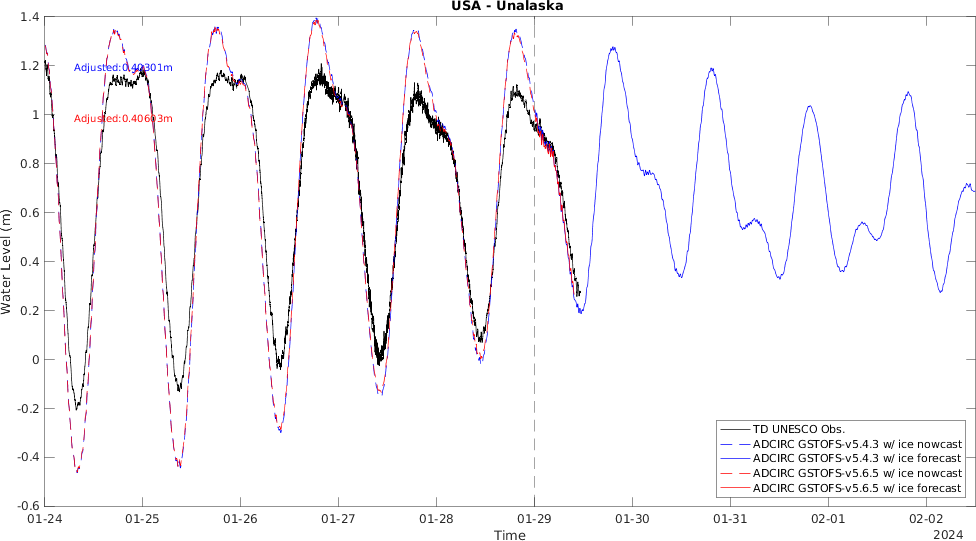 USA - Unalaska
Adjusted:0.40301m
Adjusted:0.40603m
Water Level (m)
1.4
1.2
1
0.8
0.6
0.4
0.2
0
-0.2
-0.4
-0.6
01-24 01-25 01-26 01-27 01-28 01-29 01-30 01-31 02-01 02-02
Time
2024
TD UNESCO Obs.
ADCIRC GSTOFS-v5.4.3 w/ ice nowcast
ADCIRC GSTOFS-v5.4.3 w/ ice forecast
ADCIRC GSTOFS-v5.6.5 w/ ice nowcast
ADCIRC GSTOFS-v5.6.5 w/ ice forecast